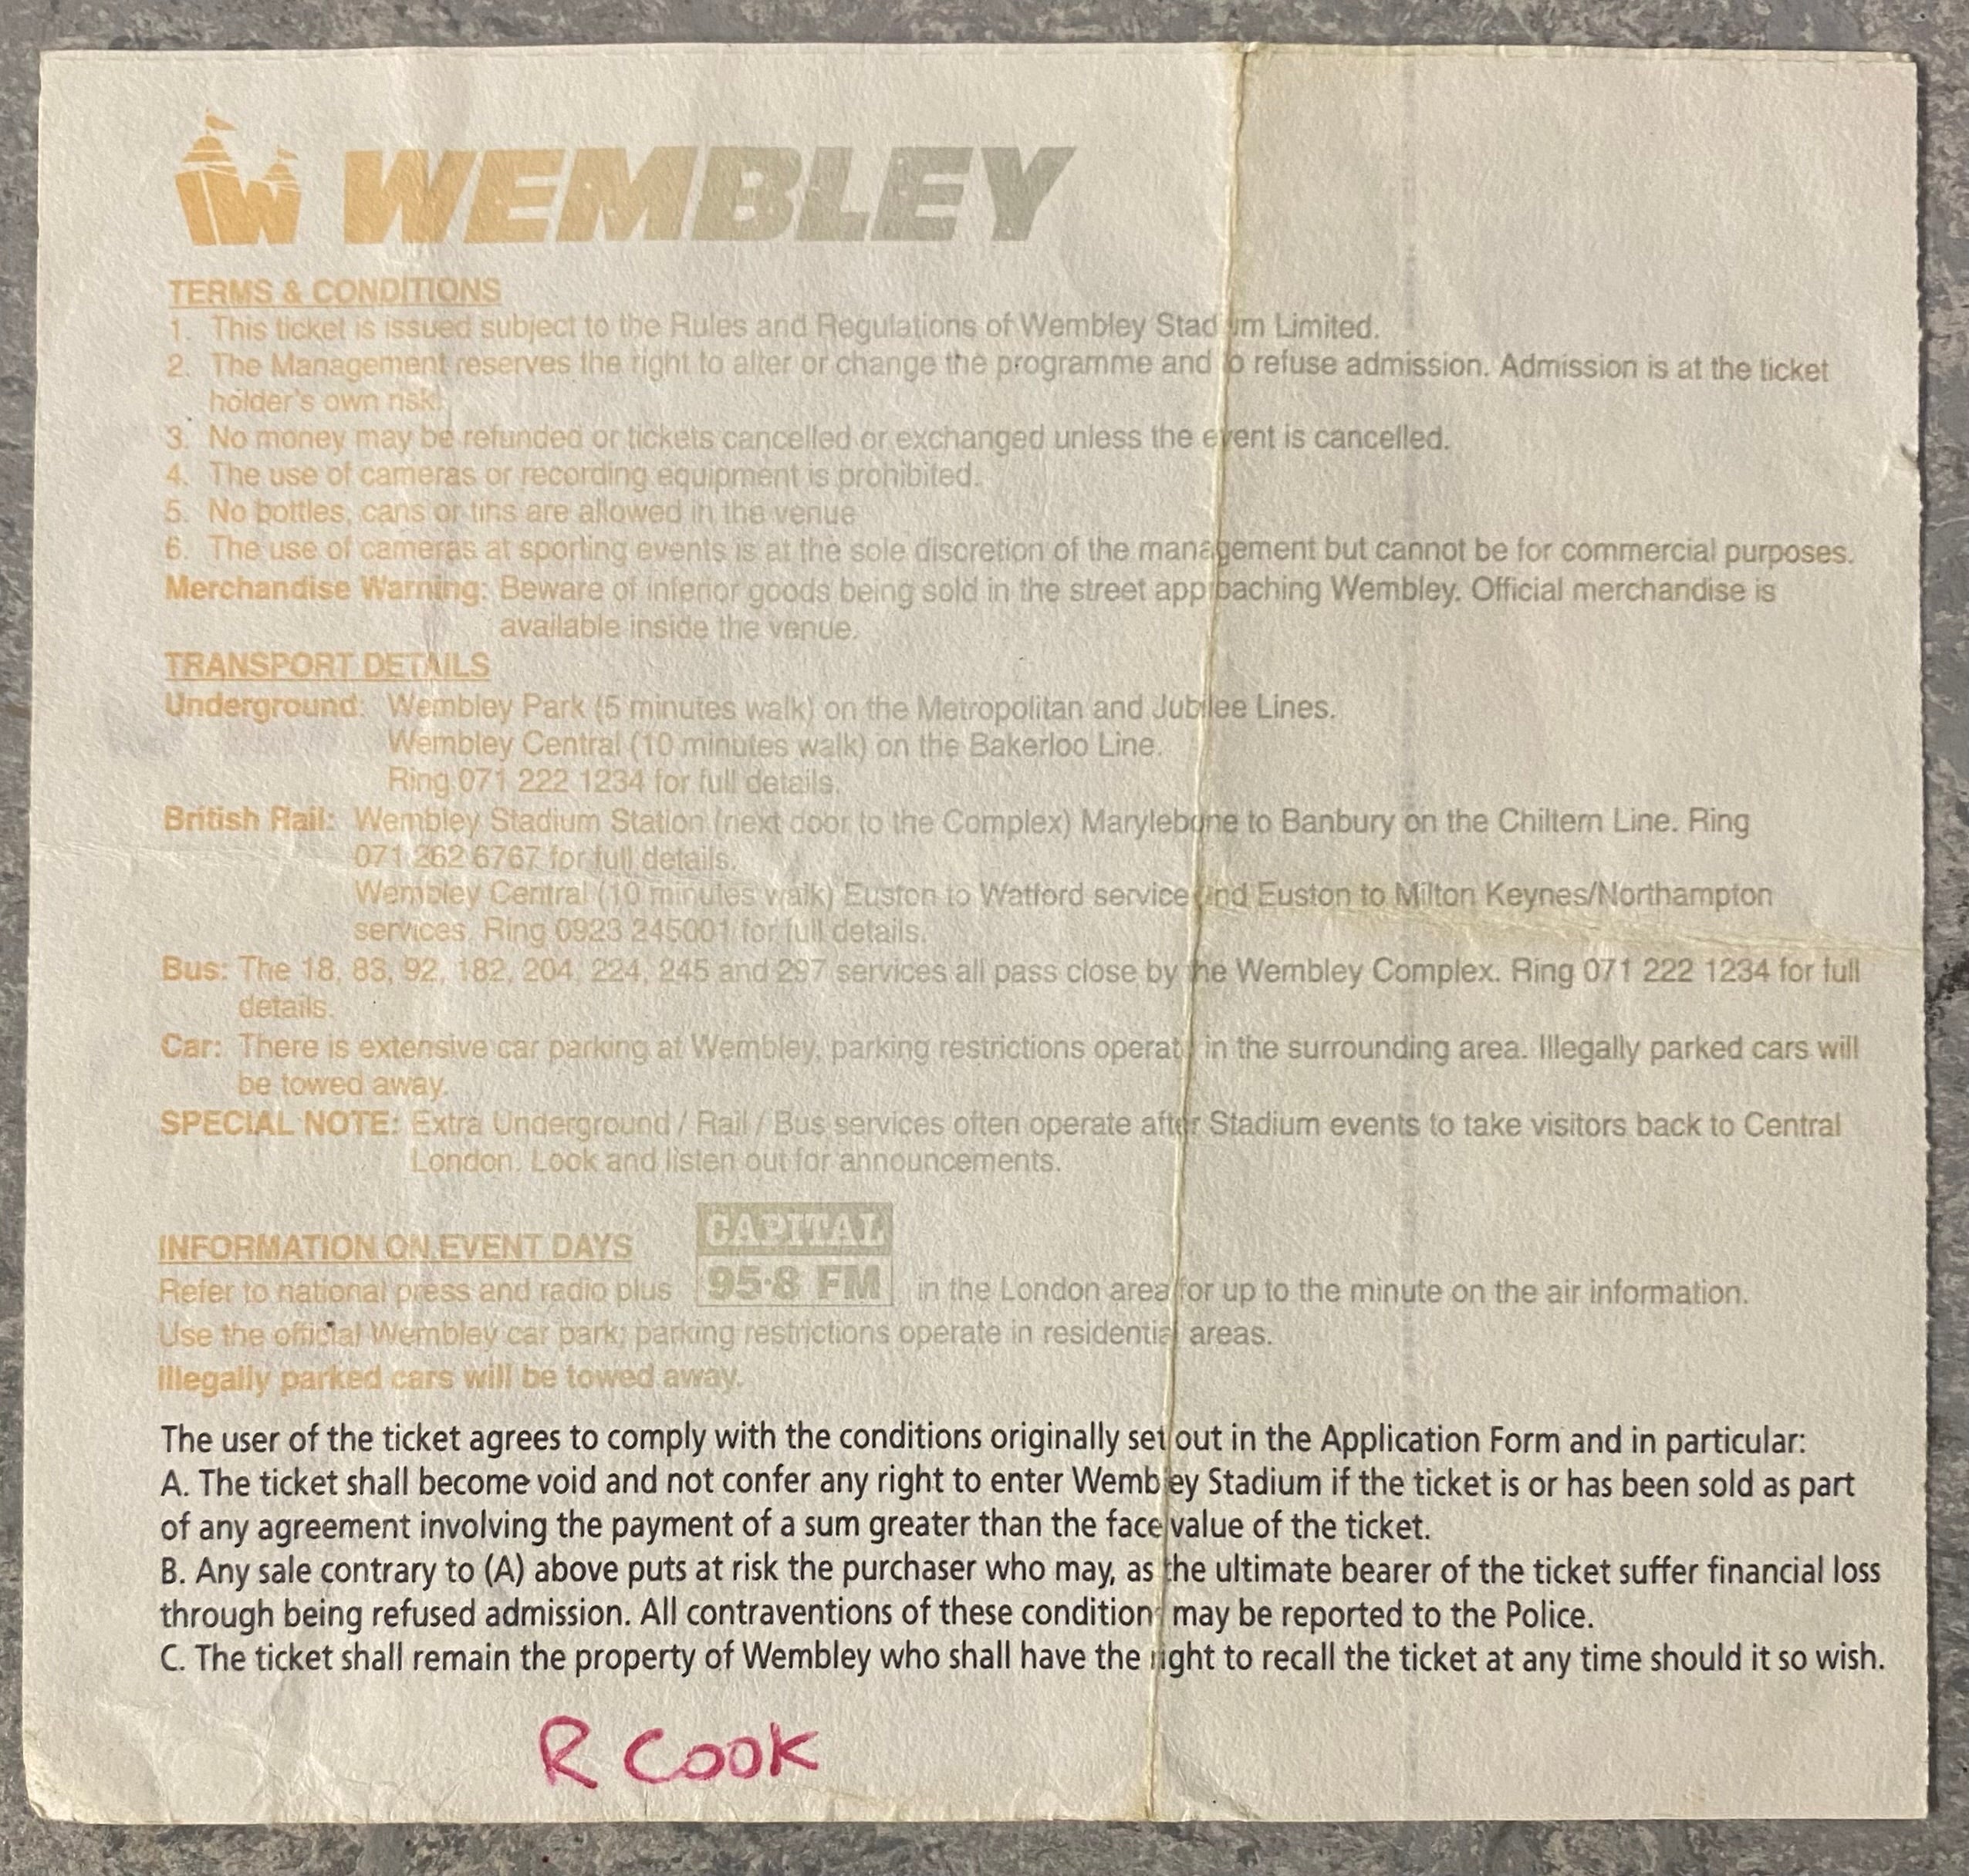 WEMBLEY
TERMS & CONDITIONS
1. This ticket is issued subject to the Rules and Regulations of Wembley Stadium Limited.
2. The Management reserves the right to alter or change the programme and to refuse admission. Admission is at the ticket
holder's own risk.
3. No money may be refunded or tickets cancelled or exchanged unless the event is cancelled.
4. The use of cameras or recording equipment is prohibited.
5. No bottles, cans or tins are allowed in the venue
6. The use of cameras at sporting events is at the sole discretion of the management but cannot be for commercial purposes.
Merchandise Warning: Beware of inferior goods being sold in the street approaching Wembley. Official merchandise is
available inside the venue.
TRANSPORT DETAILS
Underground: Wembley Park (5 minutes walk) on the Metropolitan and Jubilee Lines.
Wembley Central (10 minutes walk) on the Bakerloo Line.
Ring 071 222 1234 for full details.
British Rail: Wembley Stadium Station (next door to the Complex) Marylebone to Banbury on the Chiltern Line. Ring
071 262 6767 for full details.
Wembley Central (10 minutes walk) Euston to Watford service and Euston to Milton Keynes/Northampton
services. Ring 0923 245001 for full details.
Bus: The 18, 83, 92, 182, 204, 224, 245 and 297 services all pass close by the Wembley Complex. Ring 071 222 1234 for full
details.
Car: There is extensive car parking at Wembley, parking restrictions operate in the surrounding area. Illegally parked cars will
be towed away.
SPECIAL NOTE: Extra Underground / Rail / Bus services often operate after Stadium events to take visitors back to Central
London. Look and listen out for announcements.
CAPITAL
INFORMATION ON EVENT DAYS
Refer to national press and radio plus 95·8 FM in the London area for up to the minute on the air information.
Use the official Wembley car park; parking restrictions operate in residential areas.
Illegally parked cars will be towed away.
The user of the ticket agrees to comply with the conditions originally set out in the Application Form and in particular:
A. The ticket shall become void and not confer any right to enter Wembley Stadium if the ticket is or has been sold as part
of any agreement involving the payment of a sum greater than the face value of the ticket.
B. Any sale contrary to (A) above puts at risk the purchaser who may, as the ultimate bearer of the ticket suffer financial loss
through being refused admission. All contraventions of these conditions may be reported to the Police.
C. The ticket shall remain the property of Wembley who shall have the right to recall the ticket at any time should it so wish.
R COOK